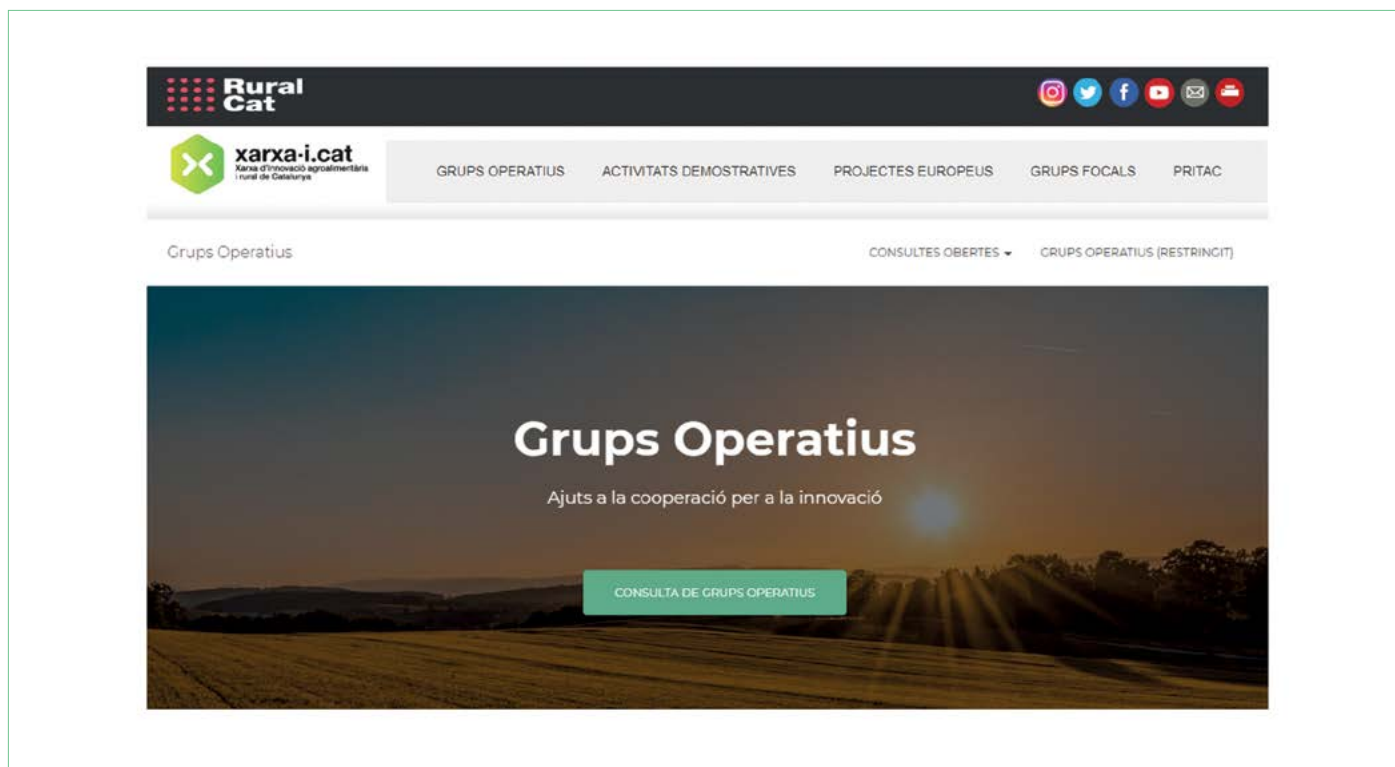 Rural
Cat
xarxa-i.cat
Xarxa d'innovació agroalimentària
i rural de Catalunya
GRUPS OPERATIUS ACTIVITATS DEMOSTRATIVES PROJECTES EUROPEUS GRUPS FOCALS PRITAC
Grups Operatius CONSULTES OBERTES GRUPS OPERATIUS (RESTRINGIT)
Grups Operatius
Ajuts a la cooperació per a la innovació
CONSULTA DE GRUPS OPERATIUS